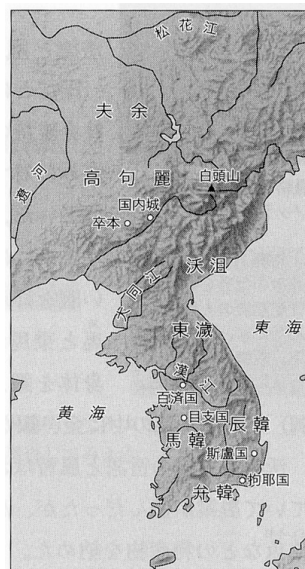 松花江
夫余
遼河
高句麗
白頭山
国内城
卒本
沃沮
大同江
東濊
東海
漢江
百済国
黄海
目支国
辰韓
馬韓
斯盧国
狗耶国
弁韓